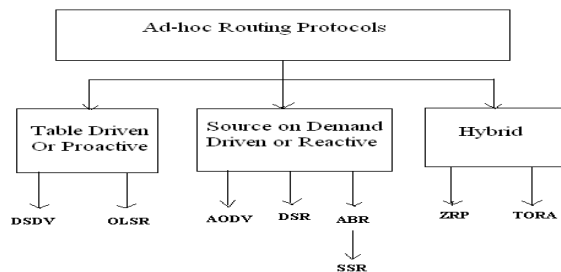 Ad-hoc Routing Protocols
Table Driven
Or Proactive
Source on Demand
Driven or Reactive
Hybrid
DSDV
OLSR
AODV
DSR
ABR
ZRP
TORA
SSR